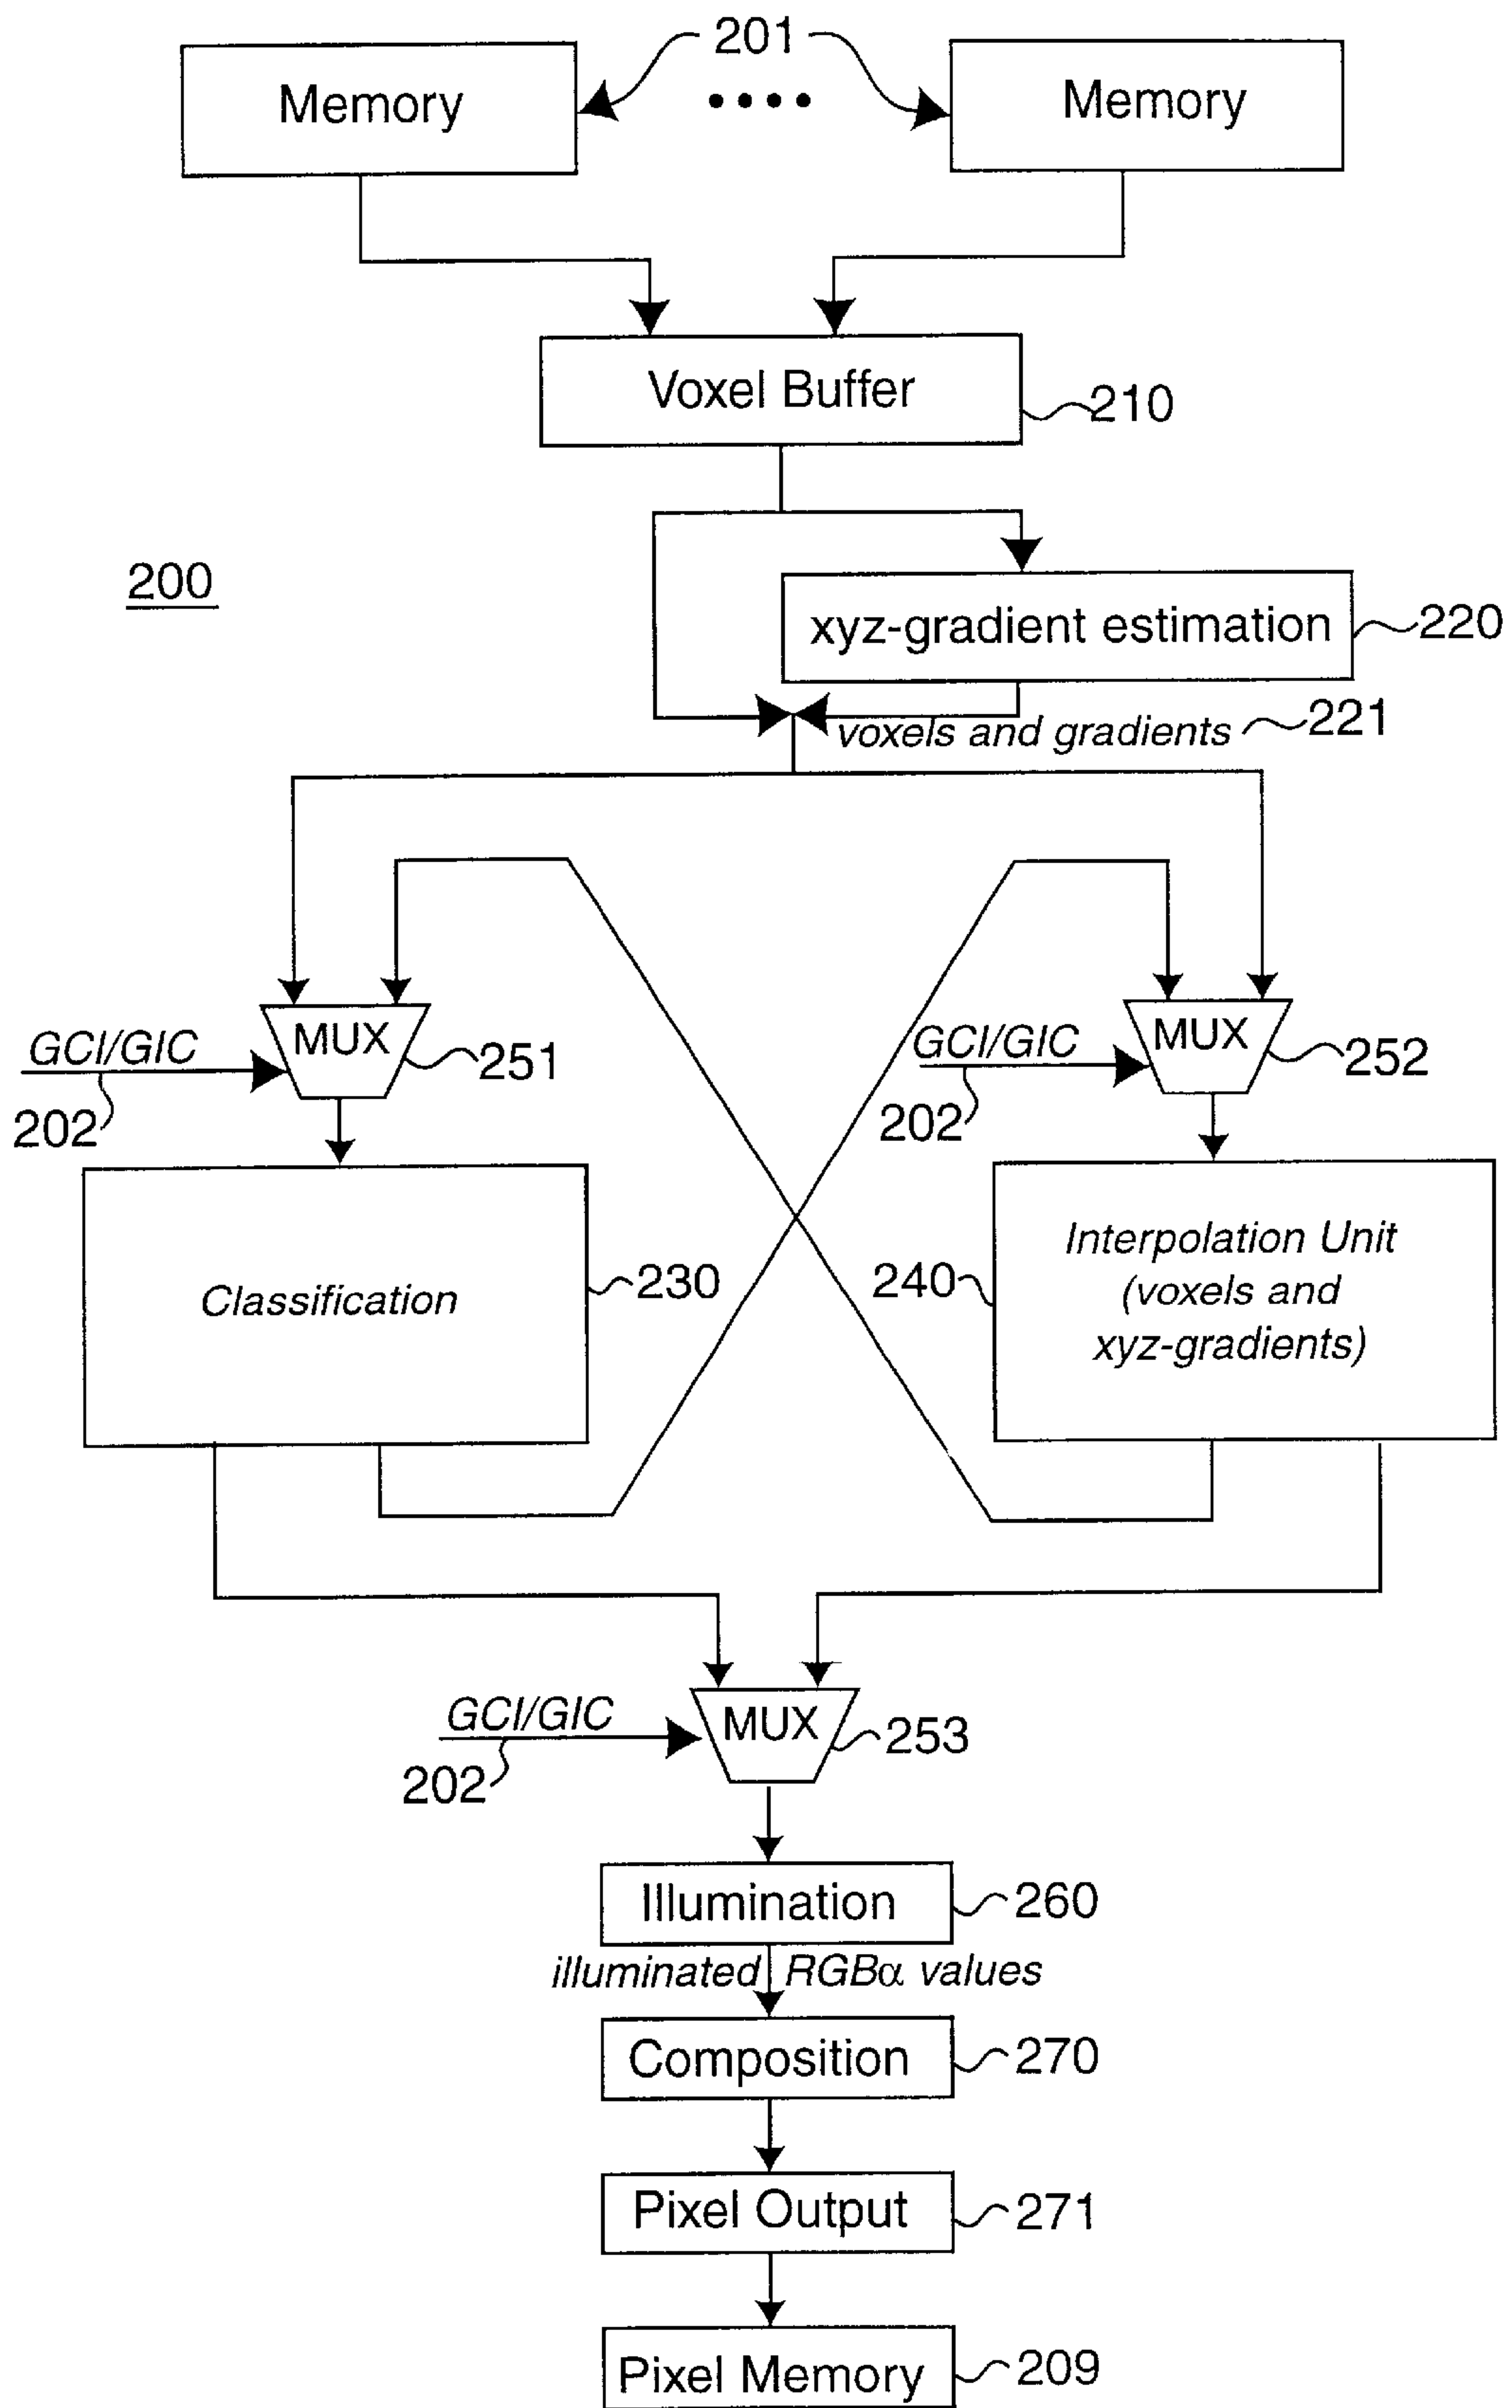 201
Memory
Memory
Voxel Buffer
210
200
xyz-gradient estimation
220
voxels and gradients
221
MUX
251
GCI/GIC
202
MUX
252
GCI/GIC
202
Classification
230
240
Interpolation Unit
(voxels and
xyz-gradients)
GCI/GIC
202
MUX
253
Illumination
260
illuminated RGBα values
Composition
270
Pixel Output
271
Pixel Memory
209